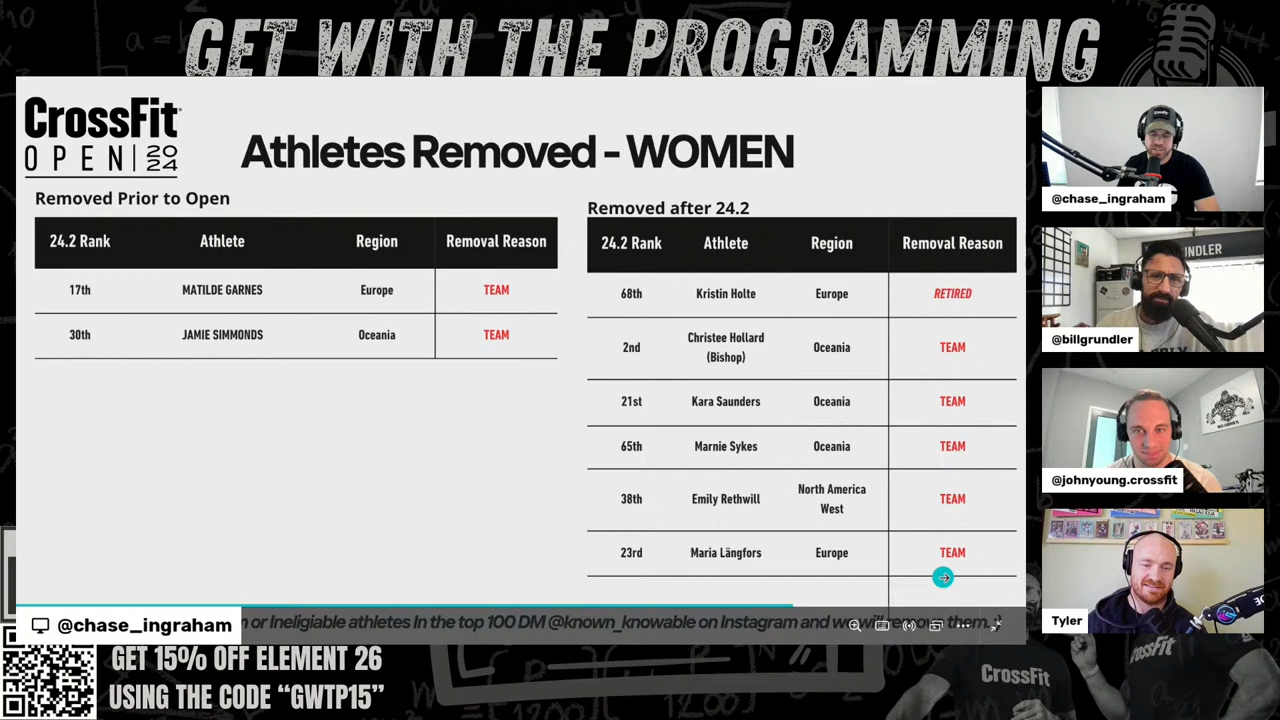 GET WITH THE PROGRAMMING
CrossFit
OPEN 2024
Athletes Removed - WOMEN
Removed Prior to Open
24.2 Rank Athlete Region Removal Reason
17th MATILDE GARNES Europe TEAM
30th JAMIE SIMMONDS Oceania TEAM
Removed after 24.2
24.2 Rank Athlete Region Removal Reason
68th Kristin Holte Europe RETIRED
2nd Christee Hollard (Bishop) Oceania TEAM
21st Kara Saunders Oceania TEAM
65th Marnie Sykes Oceania TEAM
38th Emily Rethwill North America West TEAM
23rd Maria Längfors Europe TEAM
or Ineligiable athletes In the top 100 DM @known_knowable on Instagram and we will them.
@chase_ingraham
GET 15% OFF ELEMENT 26
USING THE CODE “GWTP15”
@chase_ingraham
@billgrundler
@johnyoung.crossfit
Tyler
CrossFit
CrossFit